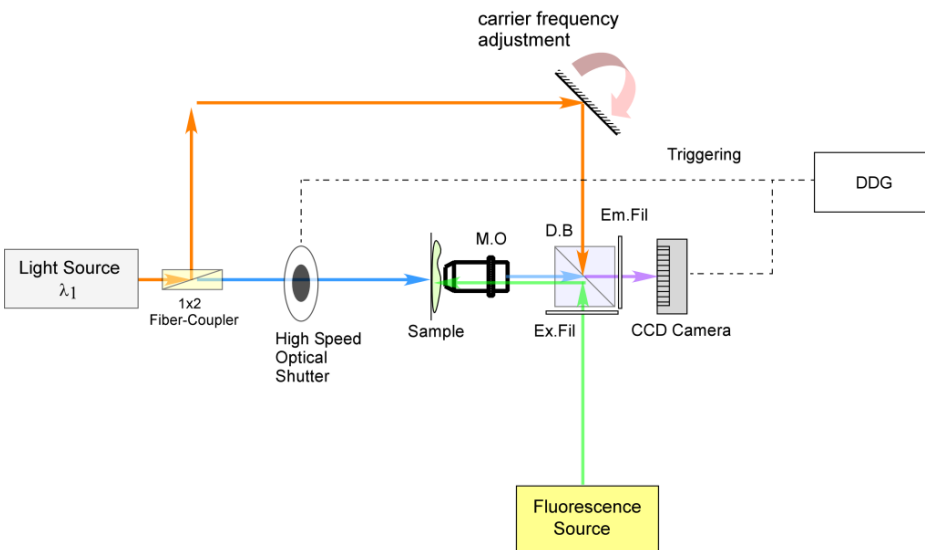 carrier frequency
adjustment
Triggering
DDG
Em.Fil
D.B
M.O
Light Source
λ1
1x2
Fiber-Coupler
High Speed
Optical
Shutter
Sample
Ex.Fil
CCD Camera
Fluorescence
Source